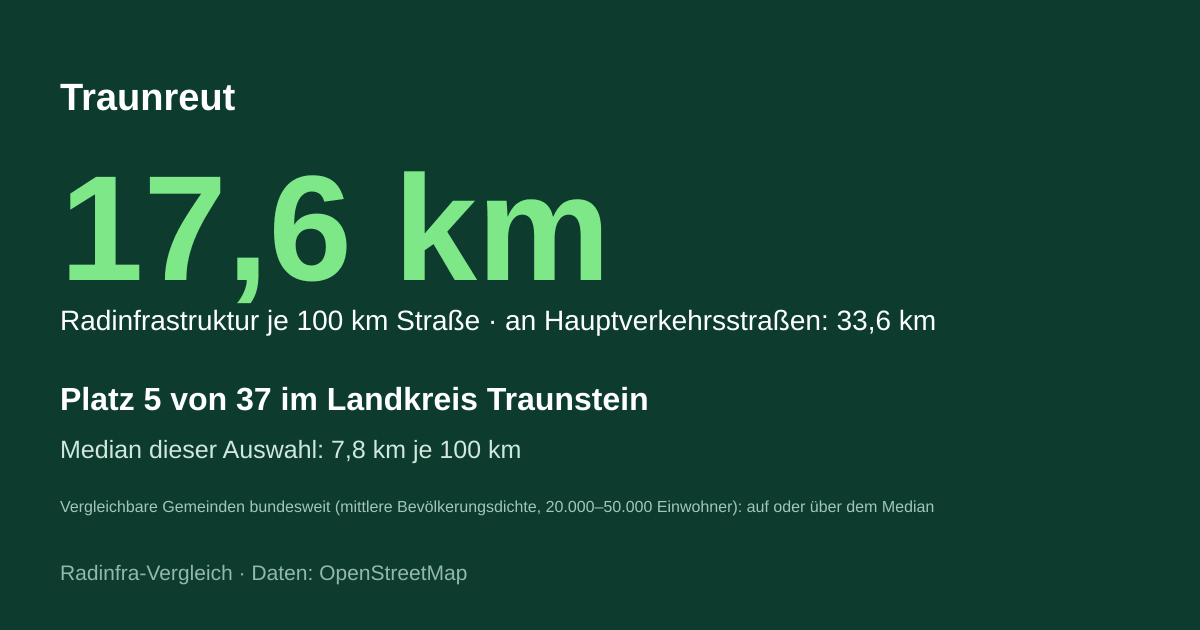 Traunreut
17,6 km
Radinfrastruktur je 100 km Straße · an Hauptverkehrsstraßen: 33,6 km
Platz 5 von 37 im Landkreis Traunstein
Median dieser Auswahl: 7,8 km je 100 km
Vergleichbare Gemeinden bundesweit (mittlere Bevölkerungsdichte, 20.000–50.000 Einwohner): auf oder über dem Median
Radinfra-Vergleich · Daten: OpenStreetMap